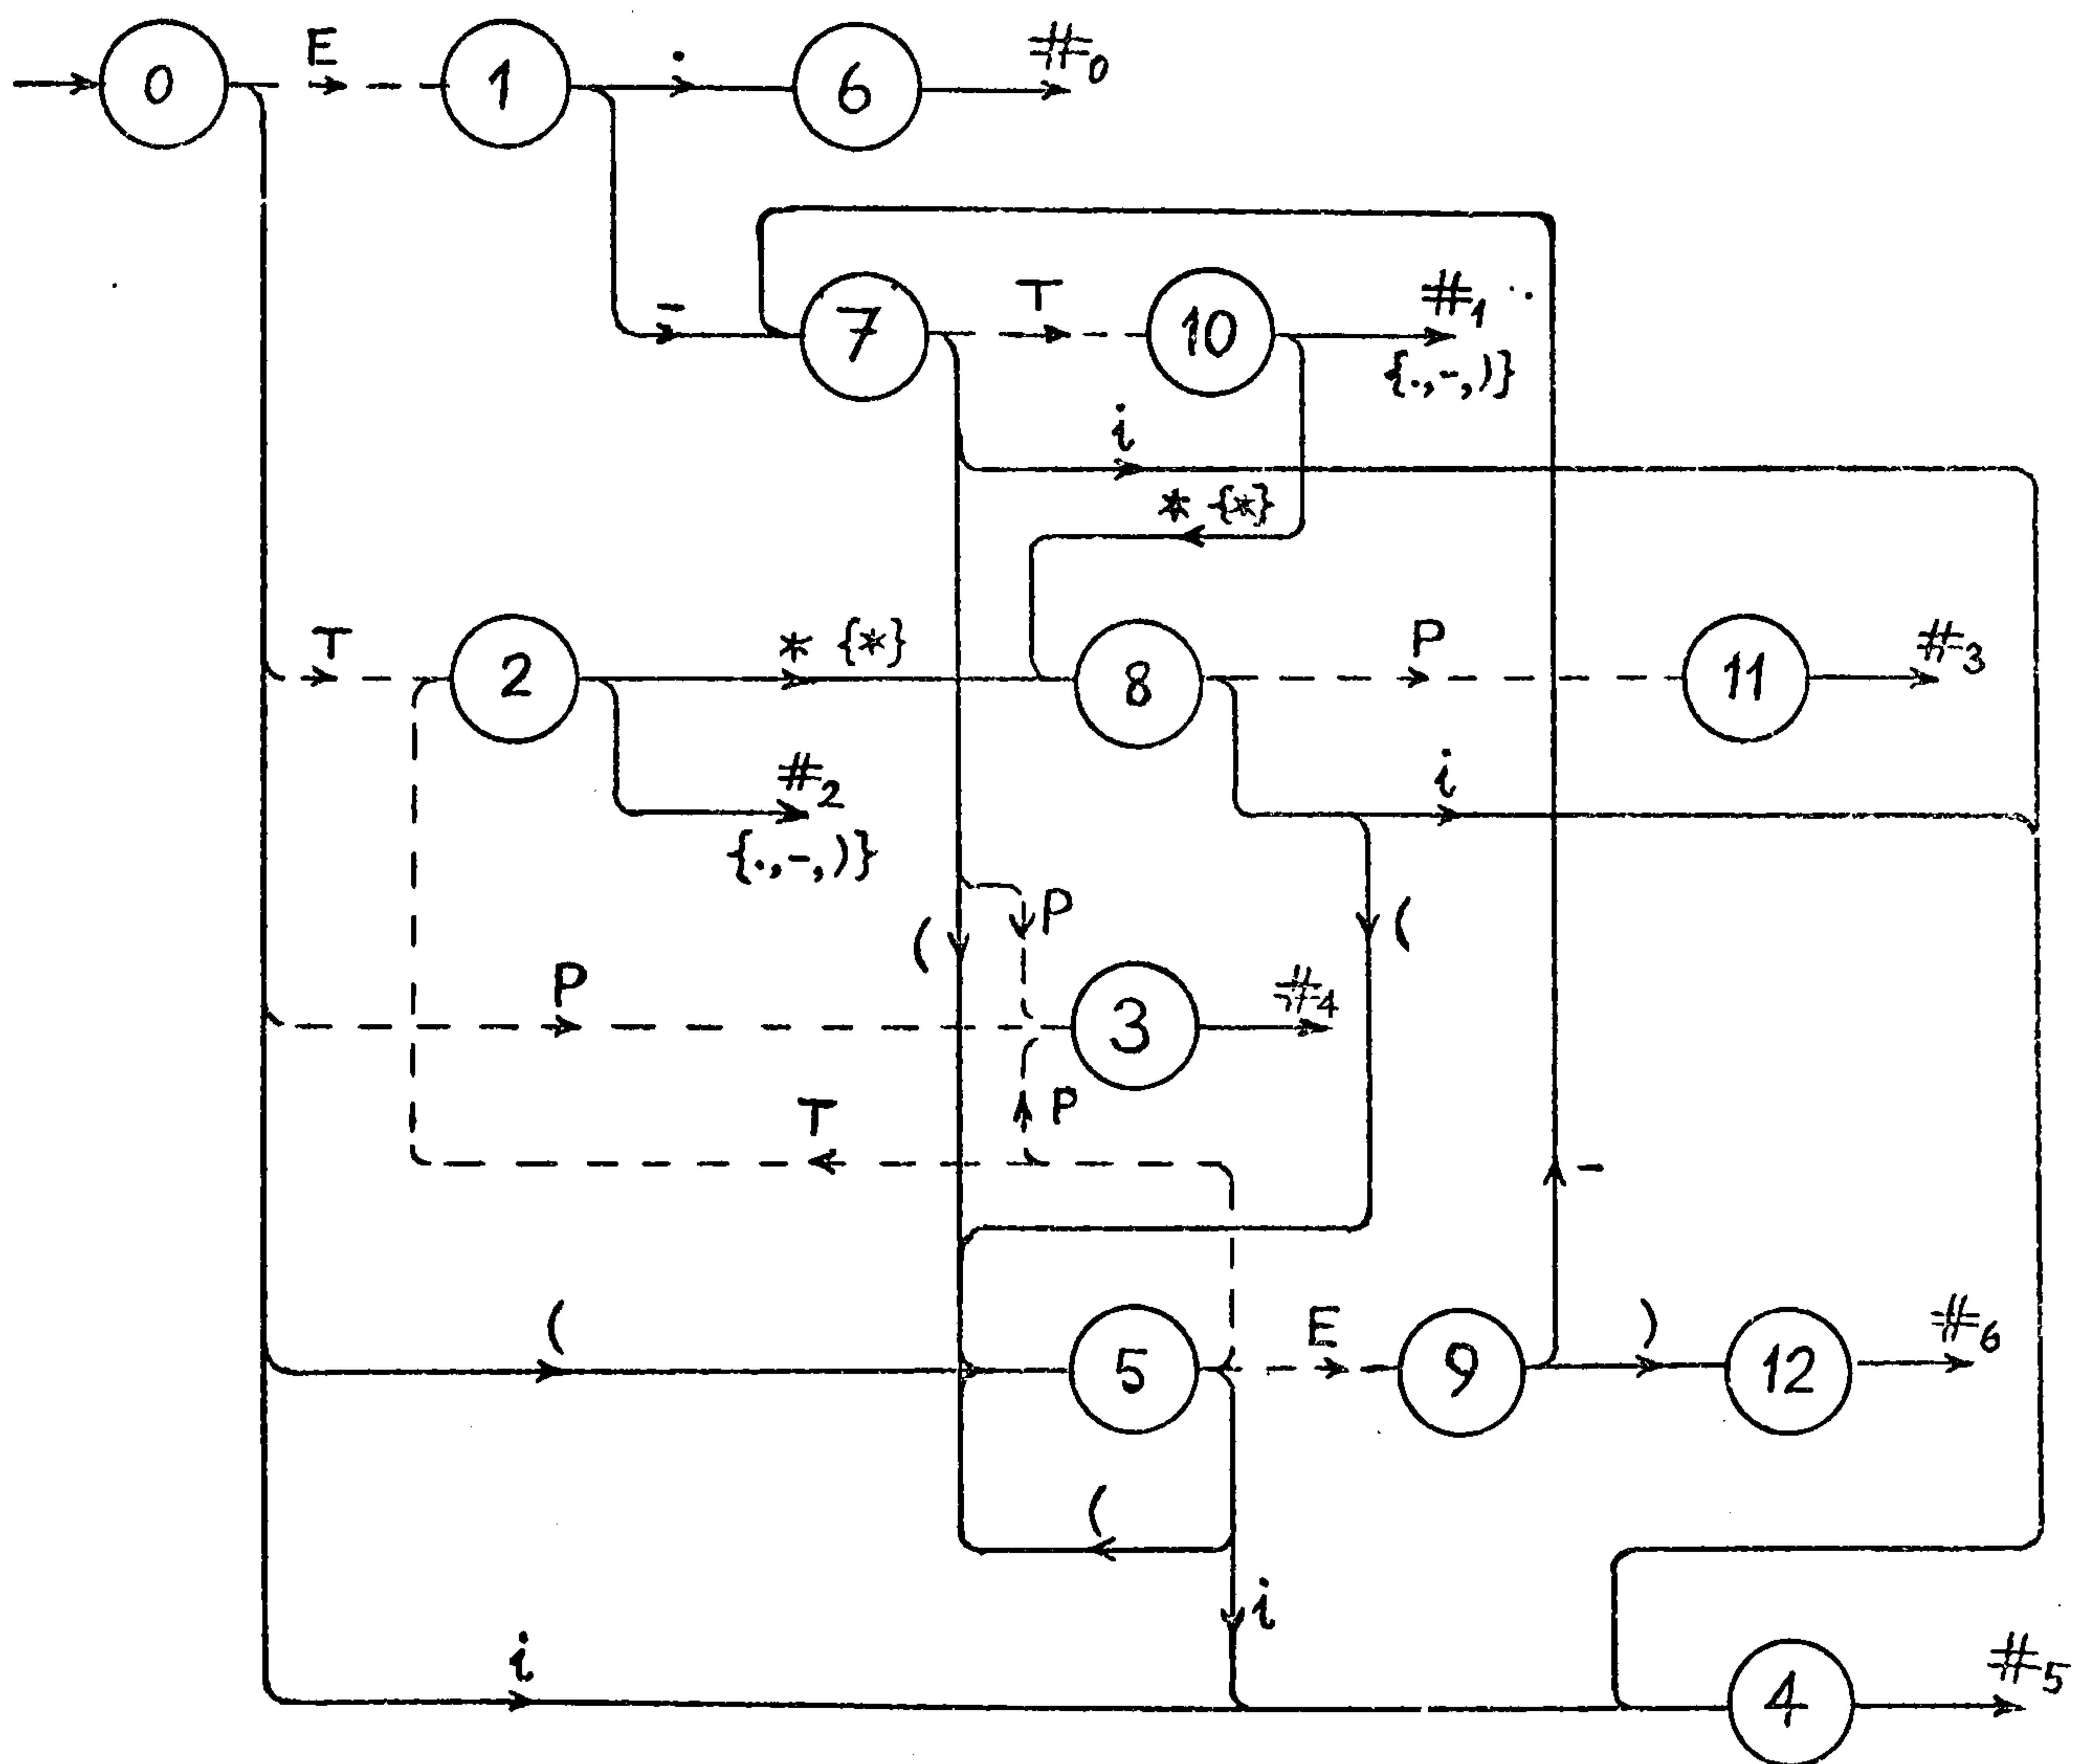 0 E 1 . 6 #0
- 7 T 10 #1
{.,-,)}
i
* {*}
T 2 * {*} 8 P 11 #3
#2 i
{.,-,)}
( P (
P 3 #4
T P -
( 5 E 9 ) 12 #6
(
i
i 4 #5